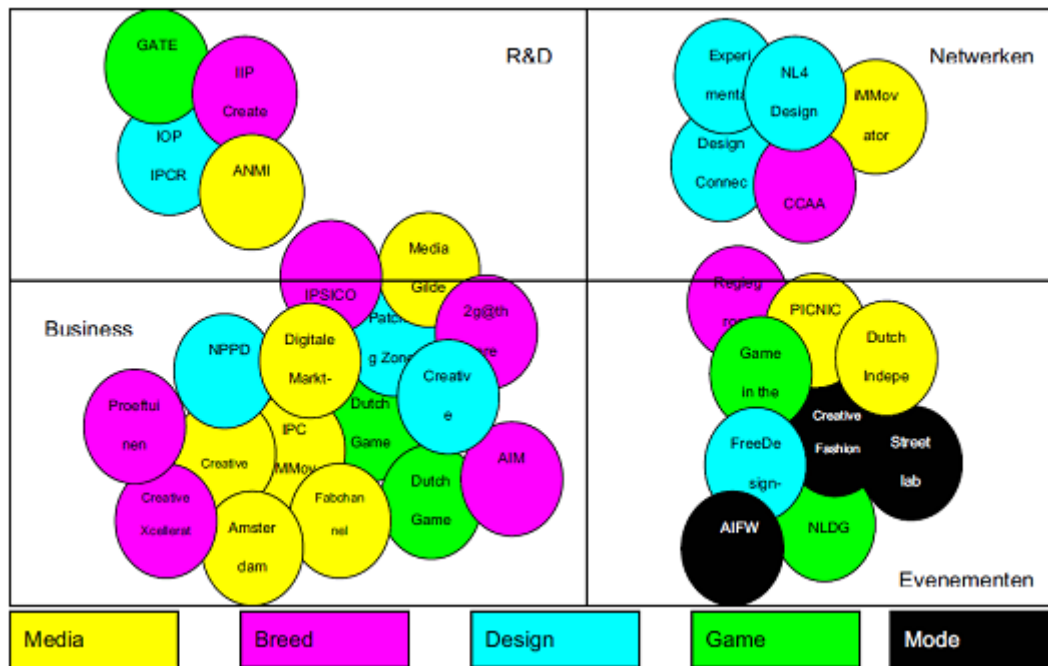 R&D
GATE
IIP
Create
IOP
IPCR
ANMI
Netwerken
Experi
menta
NL4
Design
iMMov
ator
Design
Connec
CCAA
Business
IPSICO
Media
Gilde
Patch
g Zone
2g@th
ere
NPPD
Digitale
Markt-
Creativ
e
Proeftui
nen
Creative
IPC
MMov
Dutch
Game
AIM
Creative
Xcellerat
Amster
dam
Fabchan
nel
Dutch
Game
Regieg
PICNIC
Dutch
Indepe
Game
in the
Creative
Fashion
Street
lab
FreeDe
sign-
AIFW
NLDG
Evenementen
Media
Breed
Design
Game
Mode